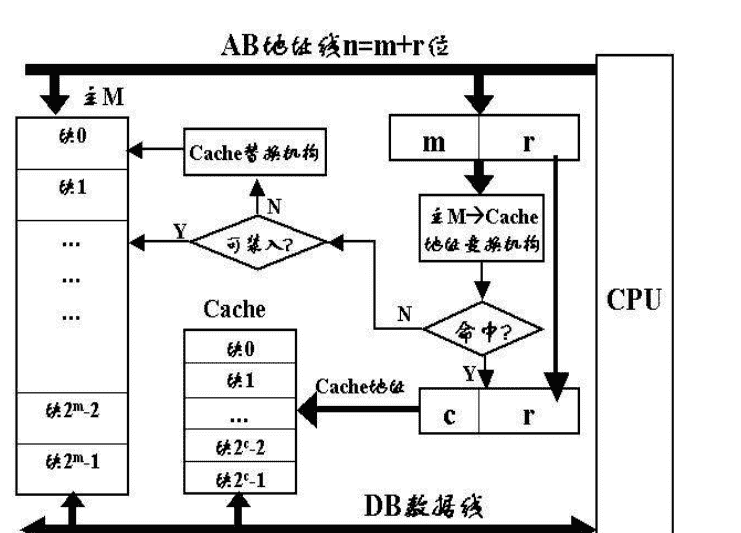 AB地址线n=m+r位
主M
块0
块1
...
...
...
块2ᵐ-2
块2ᵐ-1
Cache替换机构
N
Y
可装入?
m
r
主M→Cache
地址变换机构
N
命中?
Y
Cache
块0
块1
...
块2ᶜ-2
块2ᶜ-1
Cache地址
c
r
CPU
DB数据线